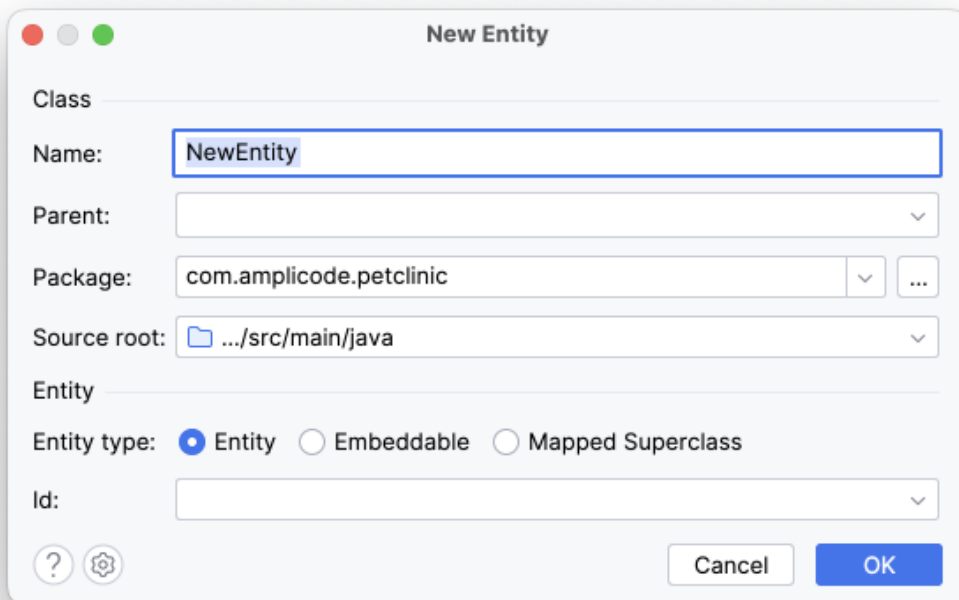 New Entity
Class
Name: NewEntity
Parent:
Package: com.amplicode.petclinic ...
Source root: .../src/main/java
Entity
Entity type: Entity Embeddable Mapped Superclass
Id:
? Cancel OK